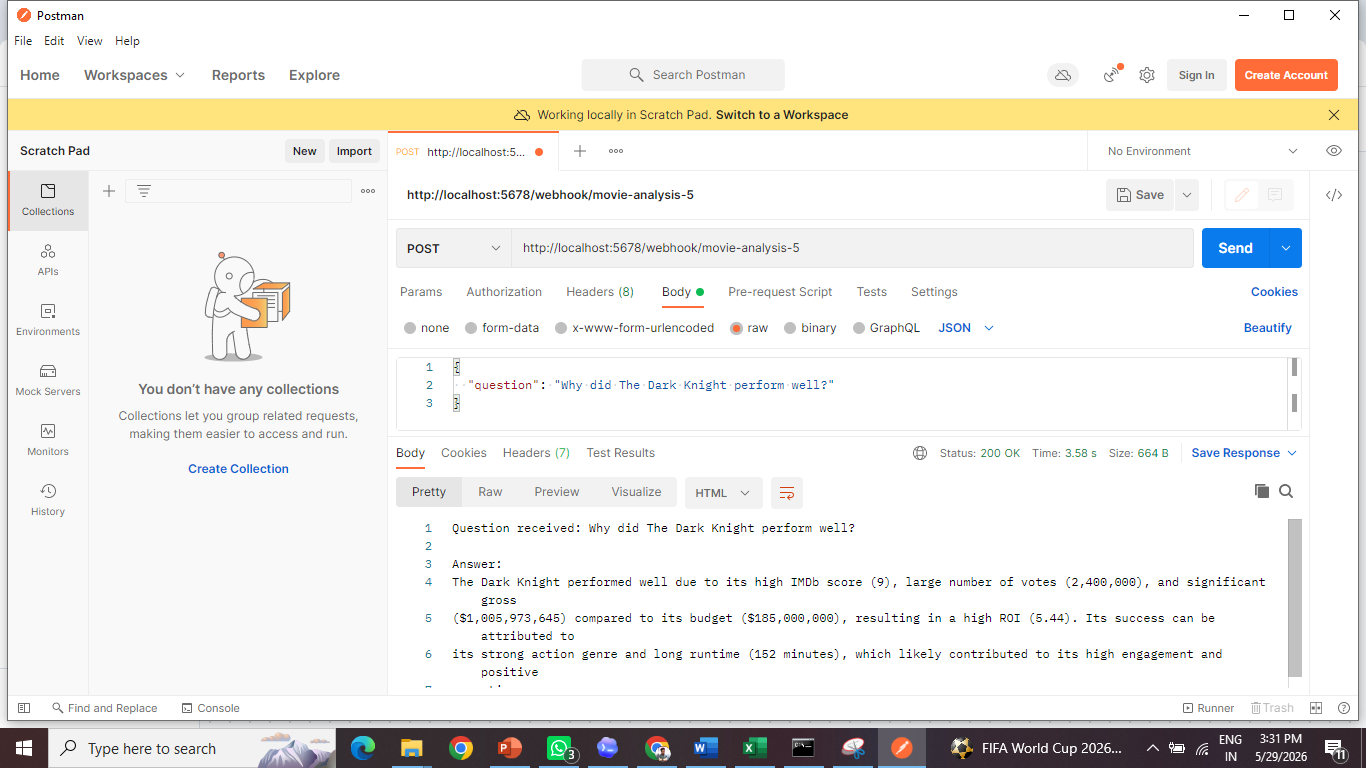 Postman
File Edit View Help
Home Workspaces Reports Explore Search Postman Sign In Create Account
Working locally in Scratch Pad. Switch to a Workspace
Scratch Pad New Import
POST http://localhost:5... No Environment
Collections
APIs
Environments
Mock Servers
Monitors
History
You don't have any collections
Collections let you group related requests,
making them easier to access and run.
Create Collection
http://localhost:5678/webhook/movie-analysis-5 Save
POST http://localhost:5678/webhook/movie-analysis-5 Send
Params Authorization Headers (8) Body Pre-request Script Tests Settings Cookies
none form-data x-www-form-urlencoded raw binary GraphQL JSON Beautify
1 {
2 "question": "Why did The Dark Knight perform well?"
3 }
Body Cookies Headers (7) Test Results Status: 200 OK Time: 3.58 s Size: 664 B Save Response
Pretty Raw Preview Visualize HTML
1 Question received: Why did The Dark Knight perform well?
2
3 Answer:
4 The Dark Knight performed well due to its high IMDb score (9), large number of votes (2,400,000), and significant
gross
5 ($1,005,973,645) compared to its budget ($185,000,000), resulting in a high ROI (5.44). Its success can be
attributed to
6 its strong action genre and long runtime (152 minutes), which likely contributed to its high engagement and
positive
Find and Replace Console Runner Trash
Type here to search 3 FIFA World Cup 2026... ENG 3:31 PM
IN 5/29/2026 11